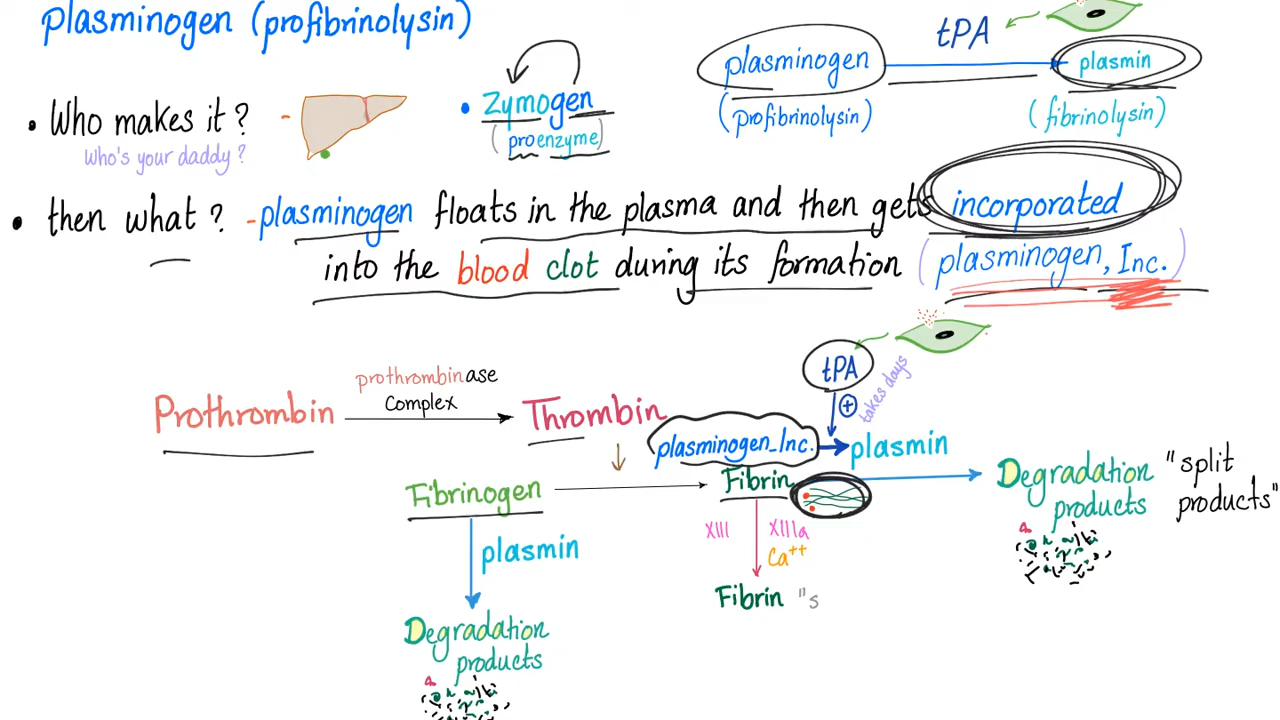 plasminogen (profibrinolysin)
tPA
plasminogen
plasmin
(profibrinolysin)
(fibrinolysin)
• Who makes it? -
Who's your daddy?
• Zymogen
(proenzyme)
• then what? - plasminogen floats in the plasma and then gets incorporated
into the blood clot during its formation (plasminogen, Inc.)
tPA
takes days
+
Prothrombin
prothrombinase
Complex
Thrombin
plasminogen_Inc.
plasmin
Fibrinogen
Fibrin
Degradation
products
"split
products"
plasmin
XIII
XIIIa
Ca++
Fibrin "s
Degradation
products